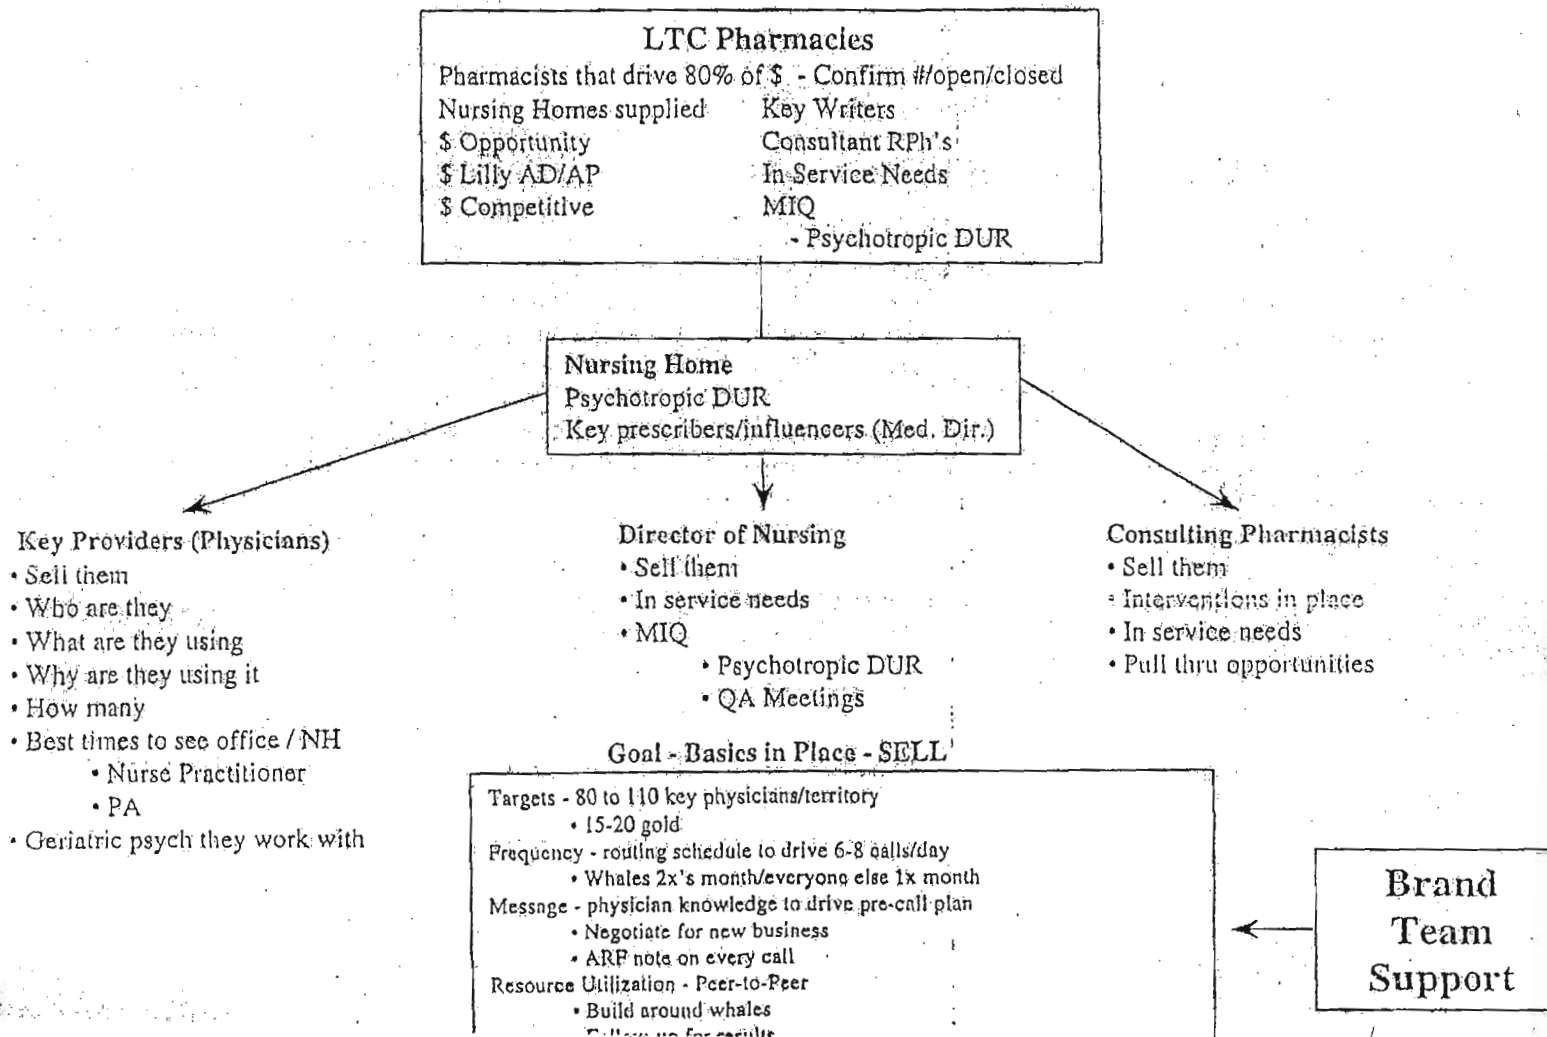 LTC Pharmacies
Pharmacists that drive 80% of $ - Confirm #/open/closed
Nursing Homes supplied
$ Opportunity
$ Lilly AD/AP
$ Competitive
Key Writers
Consultant RPh's
In Service Needs
MIQ
- Psychotropic DUR
Nursing Home
Psychotropic DUR
Key prescribers/influencers (Med. Dir.)
Key Providers (Physicians)
• Sell them
• Who are they
• What are they using
• Why are they using it
• How many
• Best times to see office / NH
• Nurse Practitioner
• PA
• Geriatric psych they work with
Director of Nursing
• Sell them
• In service needs
• MIQ
• Psychotropic DUR
• QA Meetings
Consulting Pharmacists
• Sell them
• Interventions in place
• In service needs
• Pull thru opportunities
Goal - Basics in Place - SELL
Targets - 80 to 110 key physicians/territory
• 15-20 gold
Frequency - routing schedule to drive 6-8 calls/day
• Whales 2x's month/everyone else 1x month
Message - physician knowledge to drive pre-call plan
• Negotiate for new business
• ARF note on every call
Resource Utilization - Peer-to-Peer
• Build around whales
for results
Brand
Team
Support